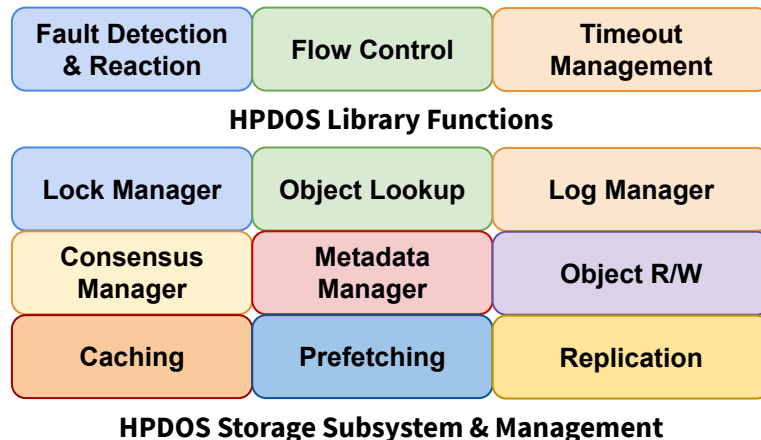 Fault Detection
& Reaction
Flow Control
Timeout
Management
HPDOS Library Functions
Lock Manager
Object Lookup
Log Manager
Consensus
Manager
Metadata
Manager
Object R/W
Caching
Prefetching
Replication
HPDOS Storage Subsystem & Management